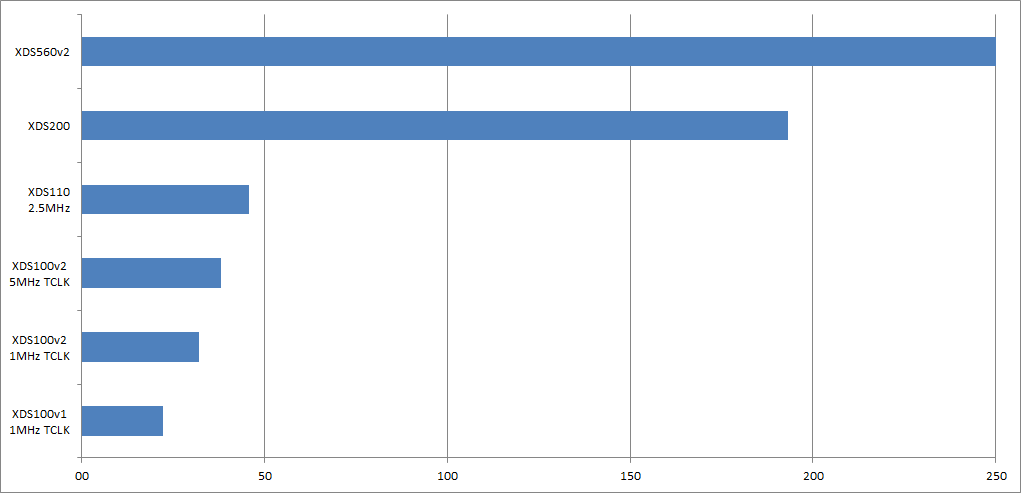 XDS560v2
XDS200
XDS110
2.5MHz
XDS100v2
5MHz TCLK
XDS100v2
1MHz TCLK
XDS100v1
1MHz TCLK
00 50 100 150 200 250